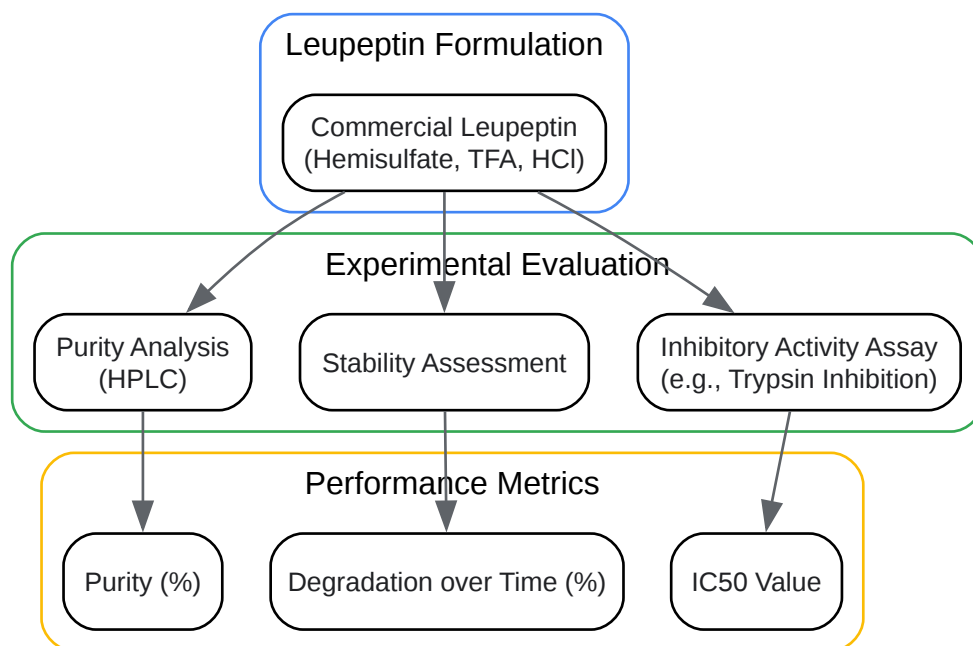 Leupeptin Formulation
Commercial Leupeptin
(Hemisulfate, TFA, HCl)
Experimental Evaluation
Purity Analysis
(HPLC)
Stability Assessment
Inhibitory Activity Assay
(e.g., Trypsin Inhibition)
Performance Metrics
Purity (%)
Degradation over Time (%)
IC50 Value